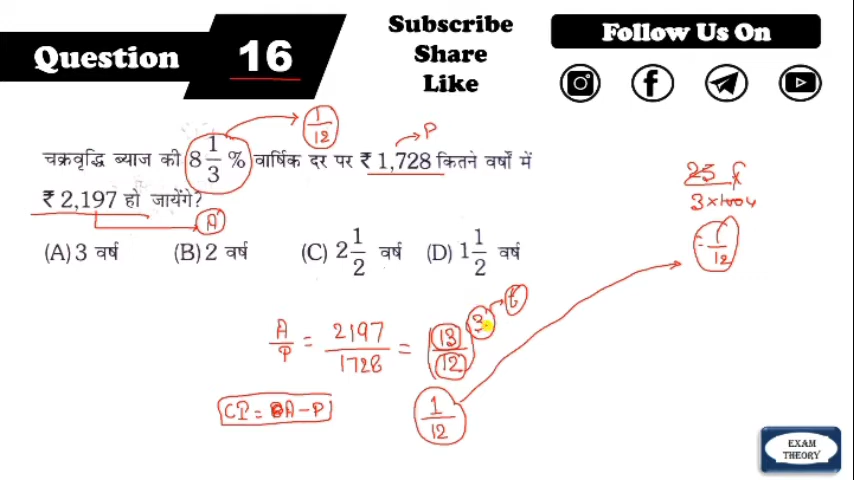 Question 16
Subscribe
Share
Like
Follow Us On
1/12
P
चक्रवृद्धि ब्याज की 8 1/3 % वार्षिक दर पर ₹ 1,728 कितने वर्षों में
₹ 2,197 हो जायेंगे?
A
25
3×100 4
= 1/12
(A) 3 वर्ष (B) 2 वर्ष (C) 2 1/2 वर्ष (D) 1 1/2 वर्ष
A/P = 2197/1728 = (13/12)³ t
CI = A-P
1/12
EXAM
THEORY